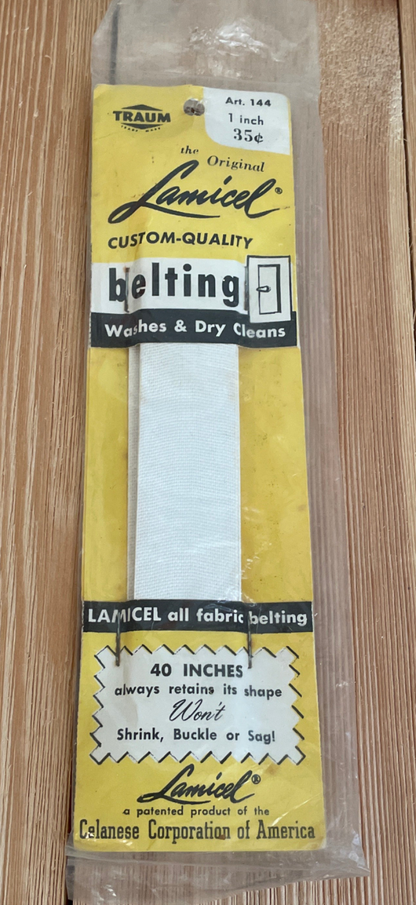 TRAUM
TRADE MARK
Art. 144
1 inch
35¢
the Original
Lamicel®
CUSTOM-QUALITY
belting
Washes & Dry Cleans
LAMICEL all fabric belting
40 INCHES
always retains its shape
Won't
Shrink, Buckle or Sag!
Lamicel®
a patented product of the
Celanese Corporation of America